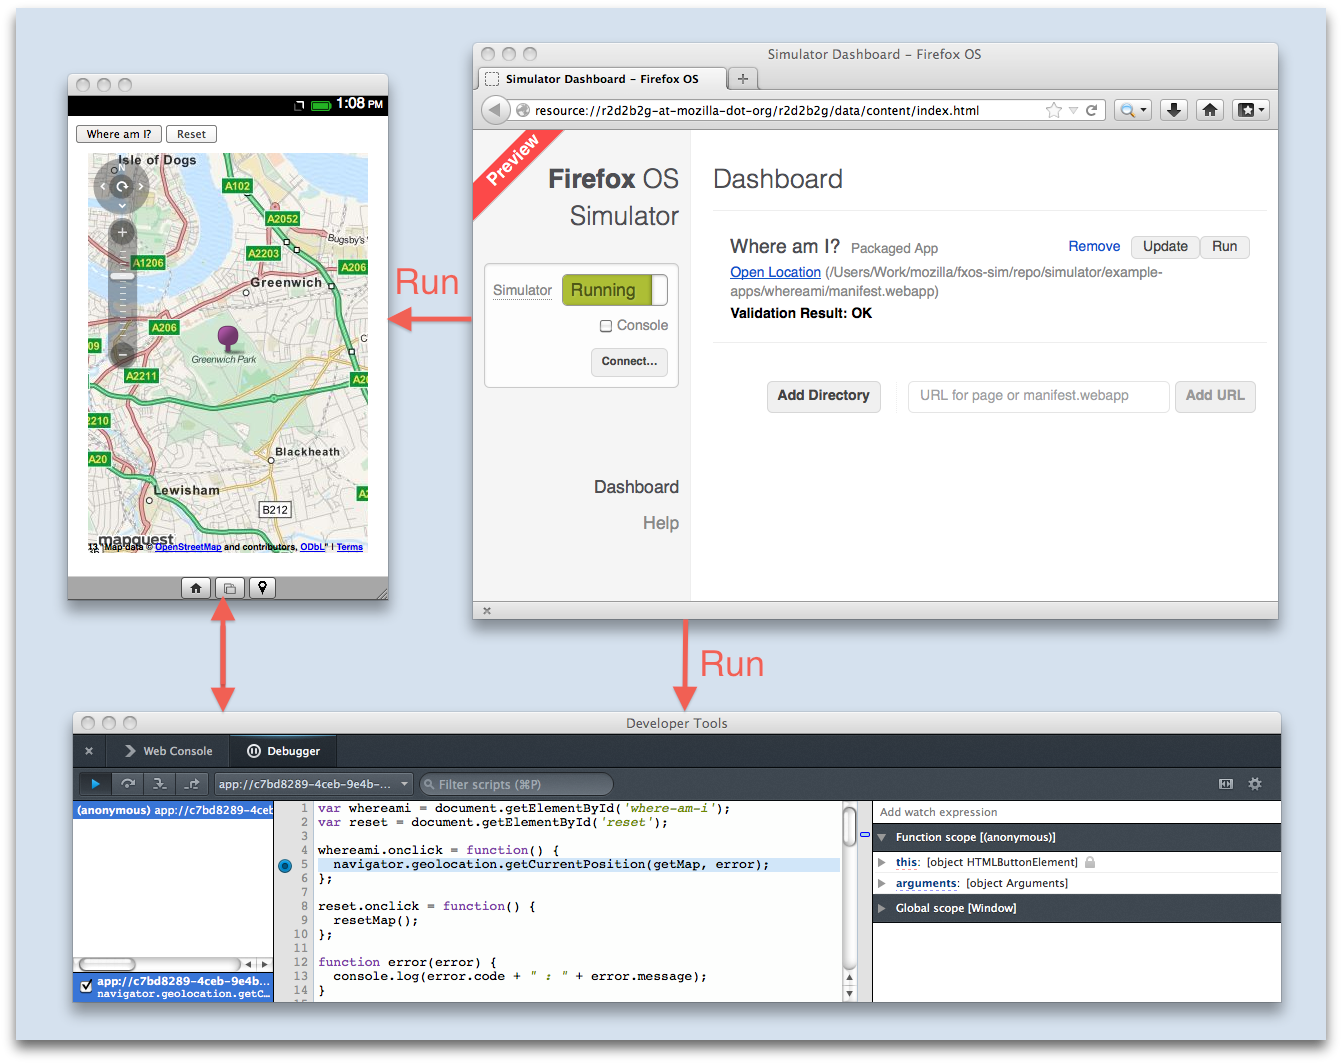 1:08 PM
Where am I?
Reset
Isle of Dogs
N
A102
A2052
Bugsby's
A2203
A1206
A206
Greenwich
A206
Greenwich Park
09
A2211
A20
2210
Blackheath
A20
Lewisham
A2
B212
mapquest
13 "Map data © OpenStreetMap and contributors, ODbL" | Terms
Run
Simulator Dashboard – Firefox OS
Simulator Dashboard – Firefox OS
resource://r2d2b2g-at-mozilla-dot-org/r2d2b2g/data/content/index.html
Preview
Firefox OS
Simulator
Simulator
Running
Console
Connect...
Dashboard
Help
Dashboard
Where am I? Packaged App
Remove
Update
Run
Open Location (/Users/Work/mozilla/fxos-sim/repo/simulator/example-
apps/whereami/manifest.webapp)
Validation Result: OK
Add Directory
URL for page or manifest.webapp
Add URL
Run
Developer Tools
Web Console
Debugger
app://c7bd8289-4ceb-9e4b-...
Filter scripts (⌘P)
(anonymous) app://c7bd8289-4ceb
1 var whereami = document.getElementById('where-am-i');
2 var reset = document.getElementById('reset');
3
4 whereami.onclick = function() {
5 navigator.geolocation.getCurrentPosition(getMap, error);
6 };
7
8 reset.onclick = function() {
9 resetMap();
10 };
11
12 function error(error) {
13 console.log(error.code + " : " + error.message);
14 }
app://c7bd8289-4ceb-9e4b...
navigator.geolocation.getC...
Add watch expression
Function scope [(anonymous)]
this: [object HTMLButtonElement]
arguments: [object Arguments]
Global scope [Window]